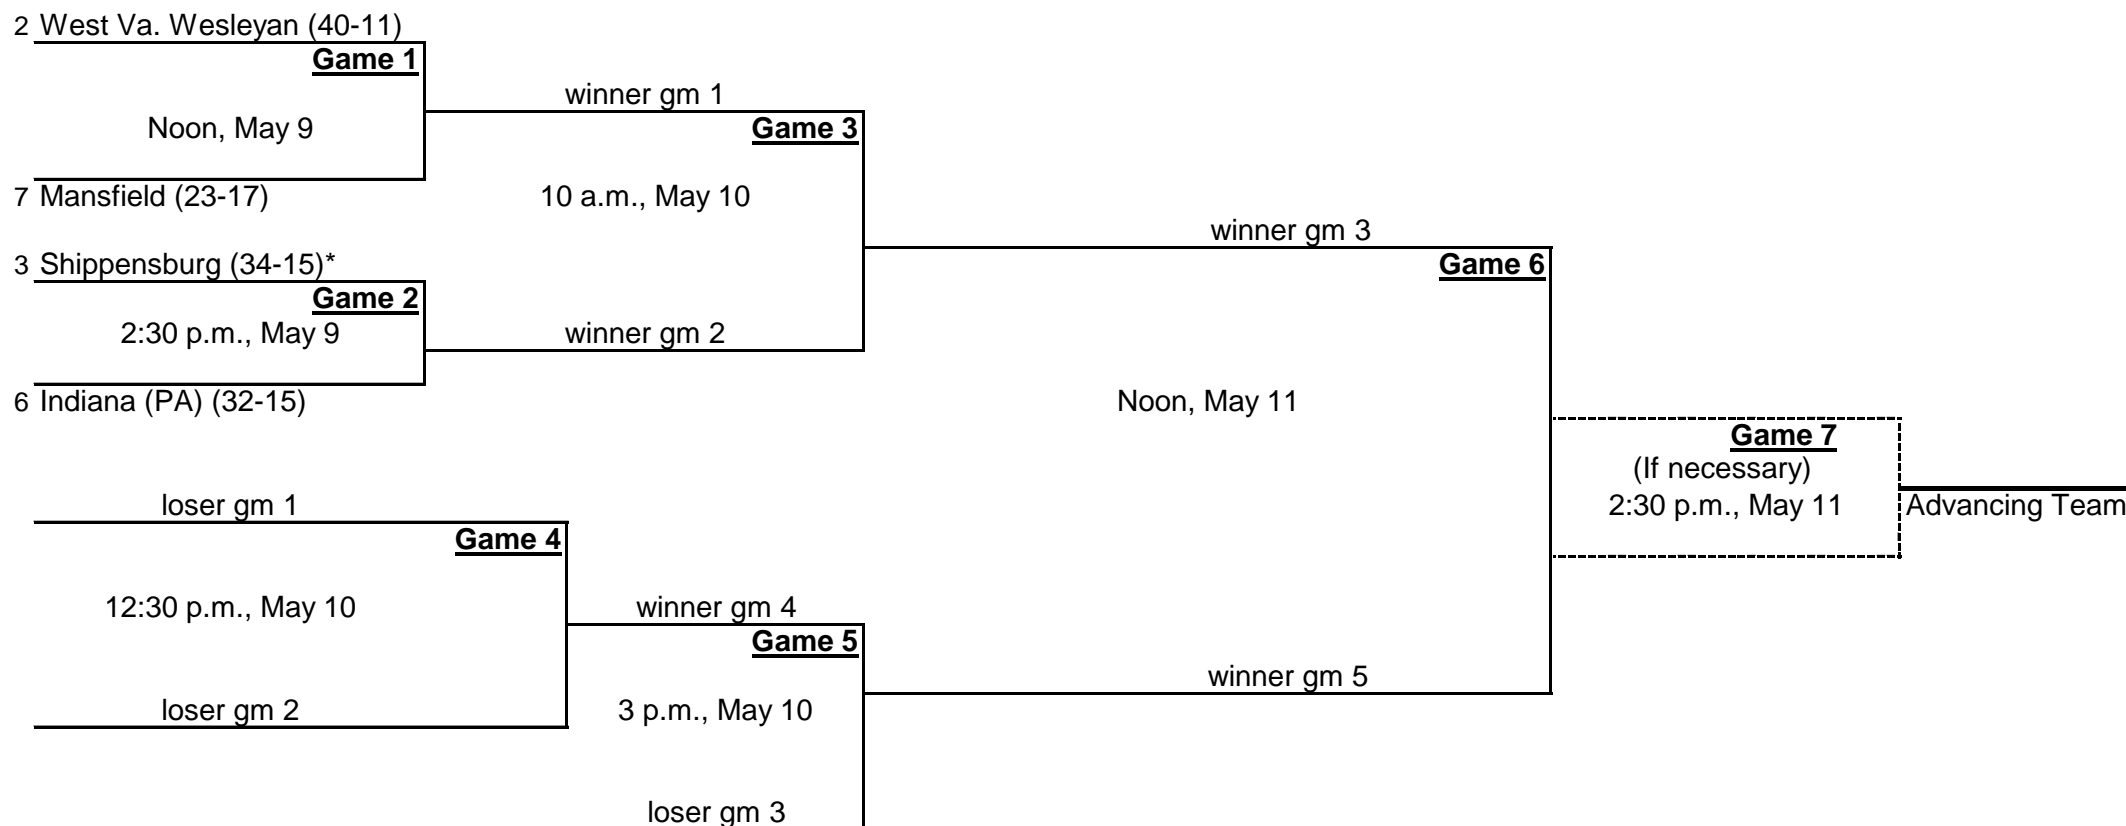 2 West Va. Wesleyan (40-11)
Game 1
winner gm 1
Noon, May 9
Game 3
7 Mansfield (23-17)
10 a.m., May 10
winner gm 3
3 Shippensburg (34-15)*
Game 6
Game 2
2:30 p.m., May 9
winner gm 2
6 Indiana (PA) (32-15)
Noon, May 11
Game 7
(If necessary)
loser gm 1
2:30 p.m., May 11
Advancing Team
Game 4
12:30 p.m., May 10
winner gm 4
Game 5
winner gm 5
loser gm 2
3 p.m., May 10
loser gm 3